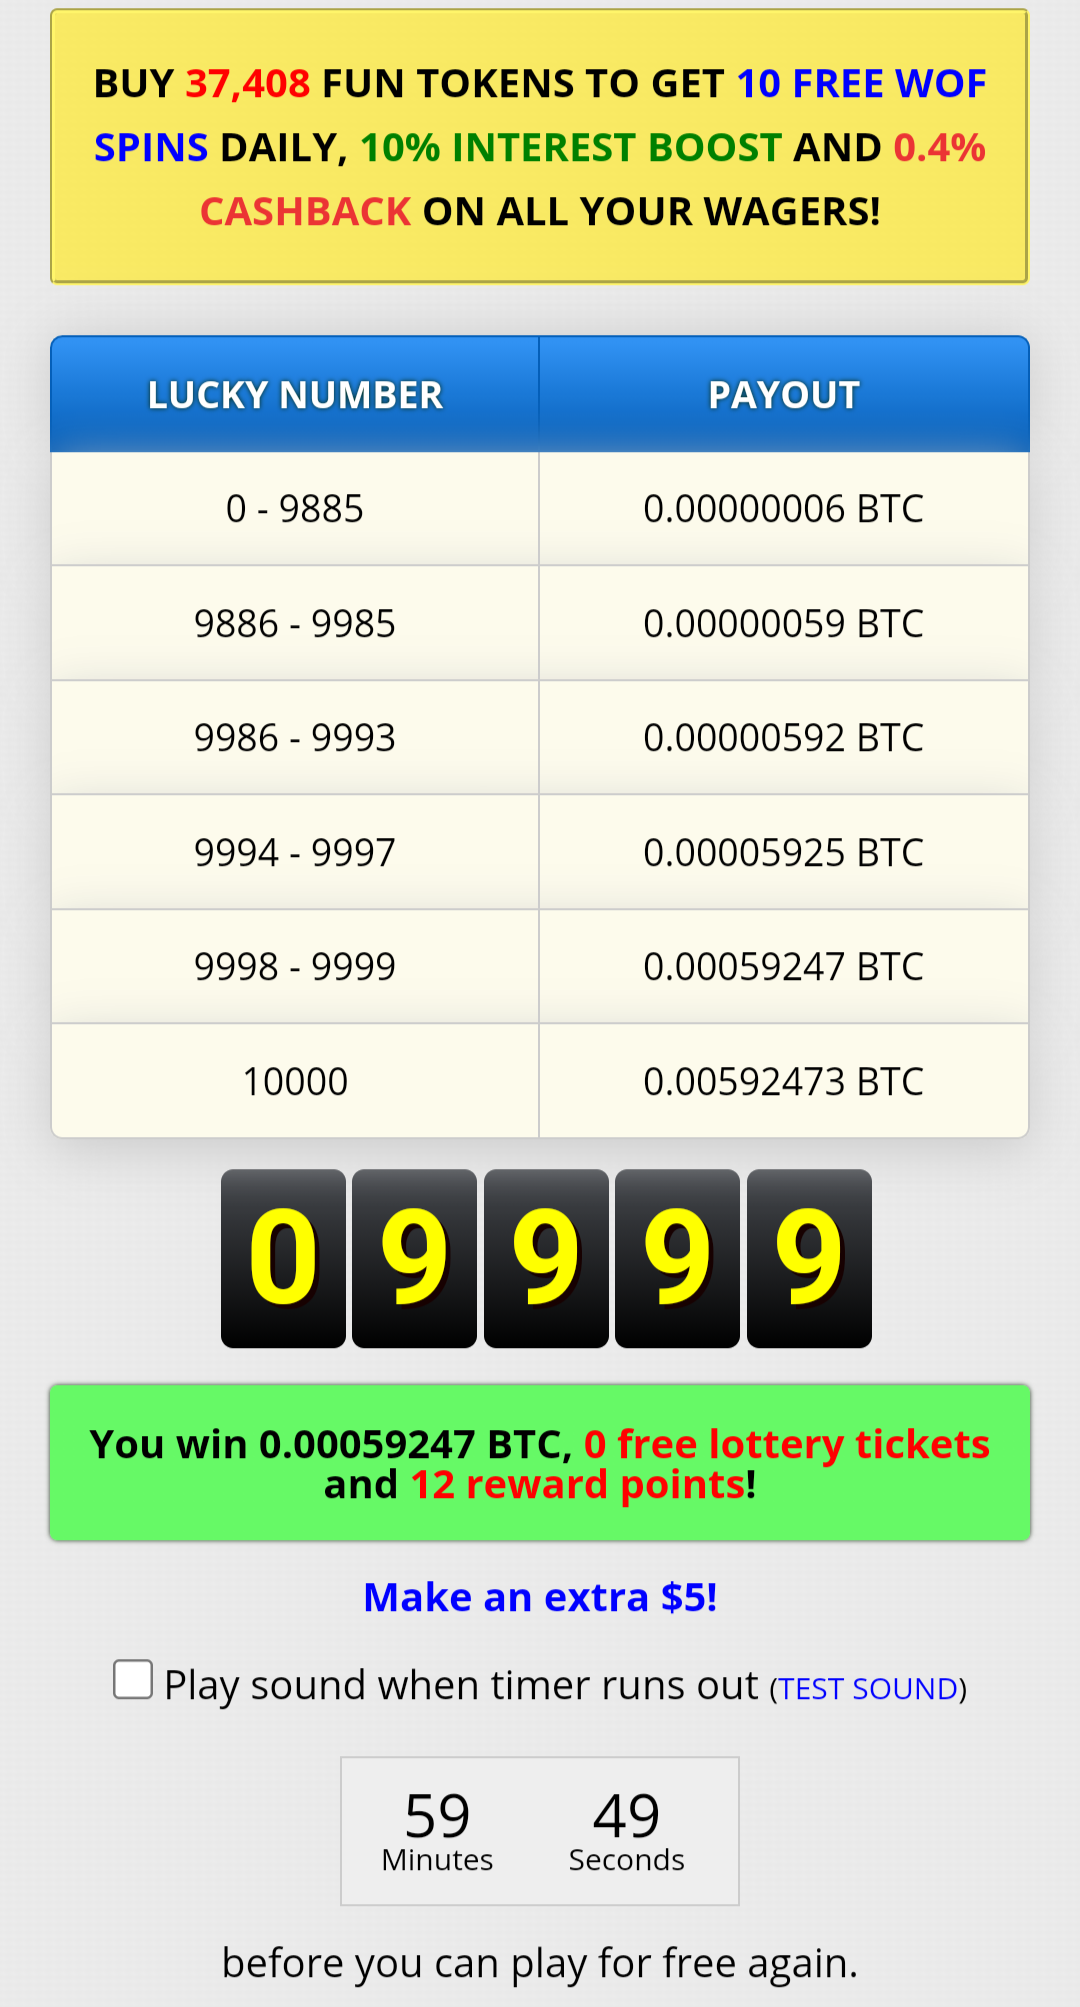 BUY 37,408 FUN TOKENS TO GET 10 FREE WOF
SPINS DAILY, 10% INTEREST BOOST AND 0.4%
CASHBACK ON ALL YOUR WAGERS!
LUCKY NUMBER PAYOUT
0 - 9885 0.00000006 BTC
9886 - 9985 0.00000059 BTC
9986 - 9993 0.00000592 BTC
9994 - 9997 0.00005925 BTC
9998 - 9999 0.00059247 BTC
10000 0.00592473 BTC
0 9 9 9 9
You win 0.00059247 BTC, 0 free lottery tickets
and 12 reward points!
Make an extra $5!
Play sound when timer runs out (TEST SOUND)
59 49
Minutes Seconds
before you can play for free again.